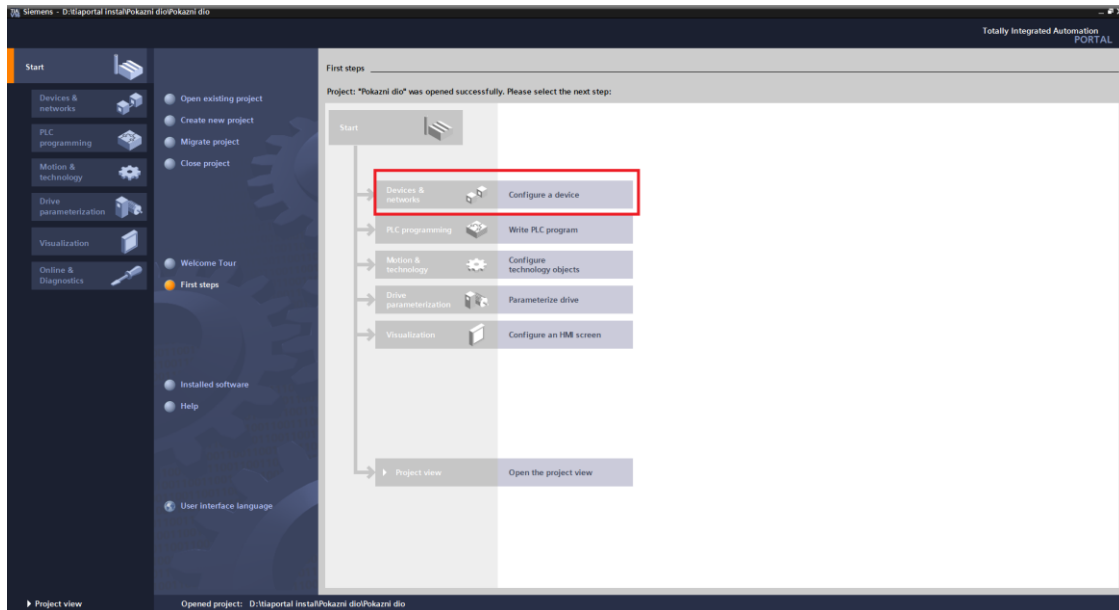 Siemens - D:\tiaportal instal\Pokazni dio\Pokazni dio
Totally Integrated Automation
PORTAL
Start
Devices &
networks
PLC
programming
Motion &
technology
Drive
parameterization
Visualization
Online &
Diagnostics
Open existing project
Create new project
Migrate project
Close project
Welcome Tour
First steps
Installed software
Help
User interface language
First steps
Project: "Pokazni dio" was opened successfully. Please select the next step:
Start
Devices &
networks
Configure a device
PLC programming
Write PLC program
Motion &
technology
Configure
technology objects
Drive
parameterization
Parameterize drive
Visualization
Configure an HMI screen
Project view
Open the project view
Project view
Opened project: D:\tiaportal instal\Pokazni dio\Pokazni dio